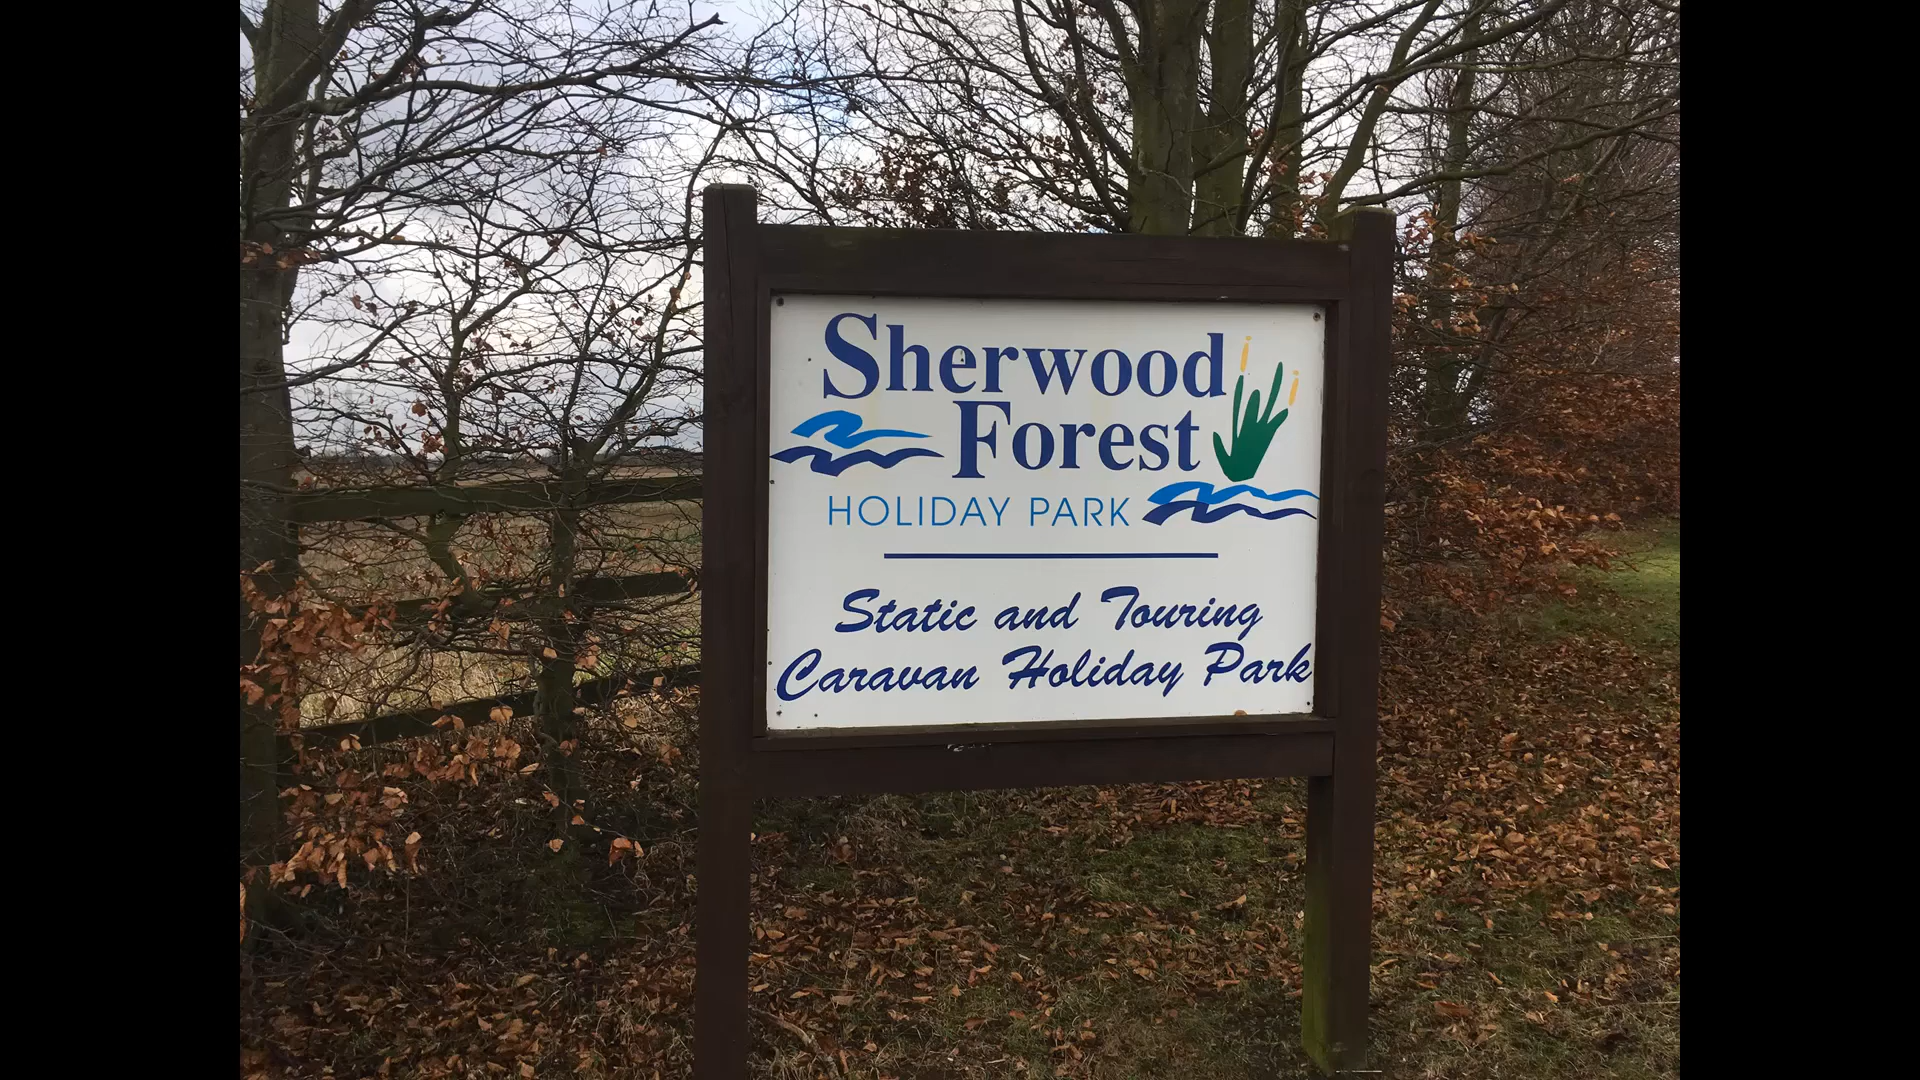 Sherwood
Forest
HOLIDAY PARK
Static and Touring
Caravan Holiday Park